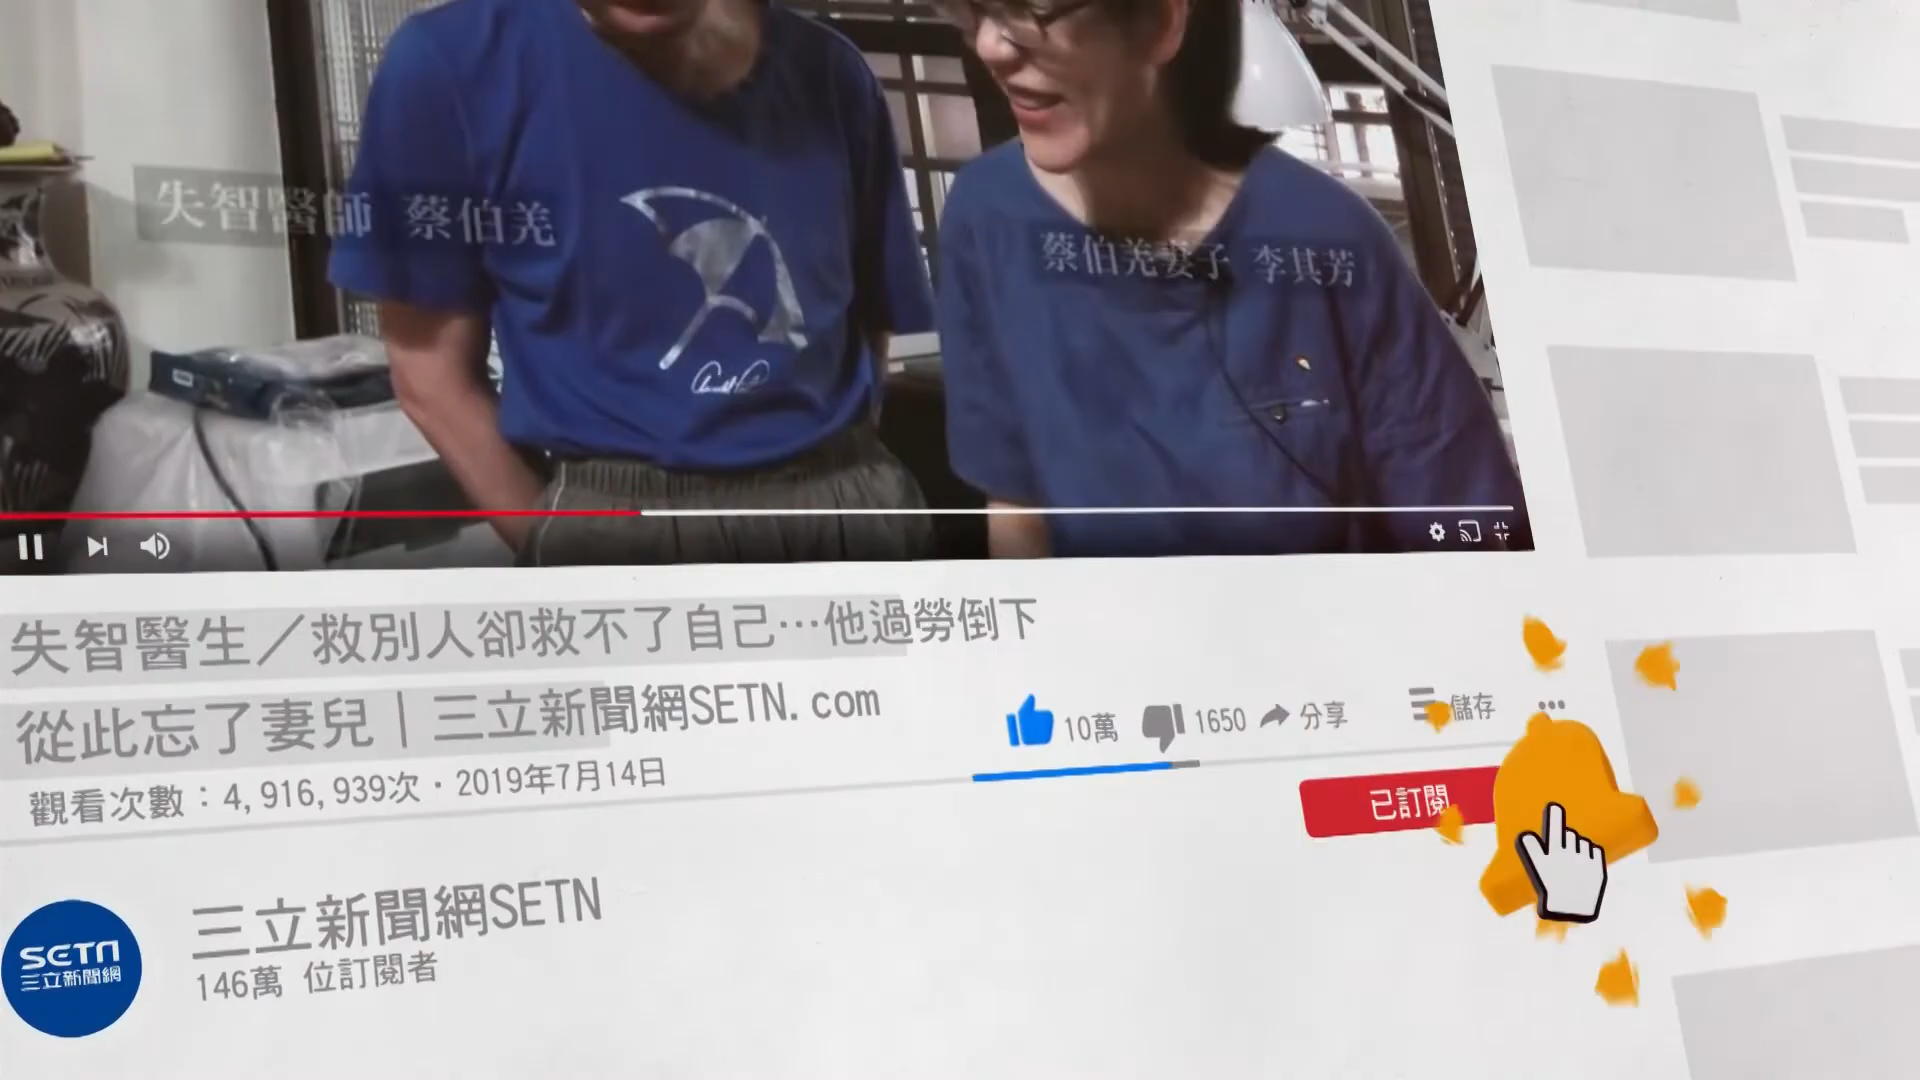 失智醫師 蔡伯羌
蔡伯羌妻子 李其芳
失智醫生／救別人卻救不了自己…他過勞倒下
從此忘了妻兒｜三立新聞網SETN.com
觀看次數：4,916,939次・2019年7月14日
10萬
1650
分享
儲存
已訂閱
SETN
三立新聞網
三立新聞網SETN
146萬 位訂閱者